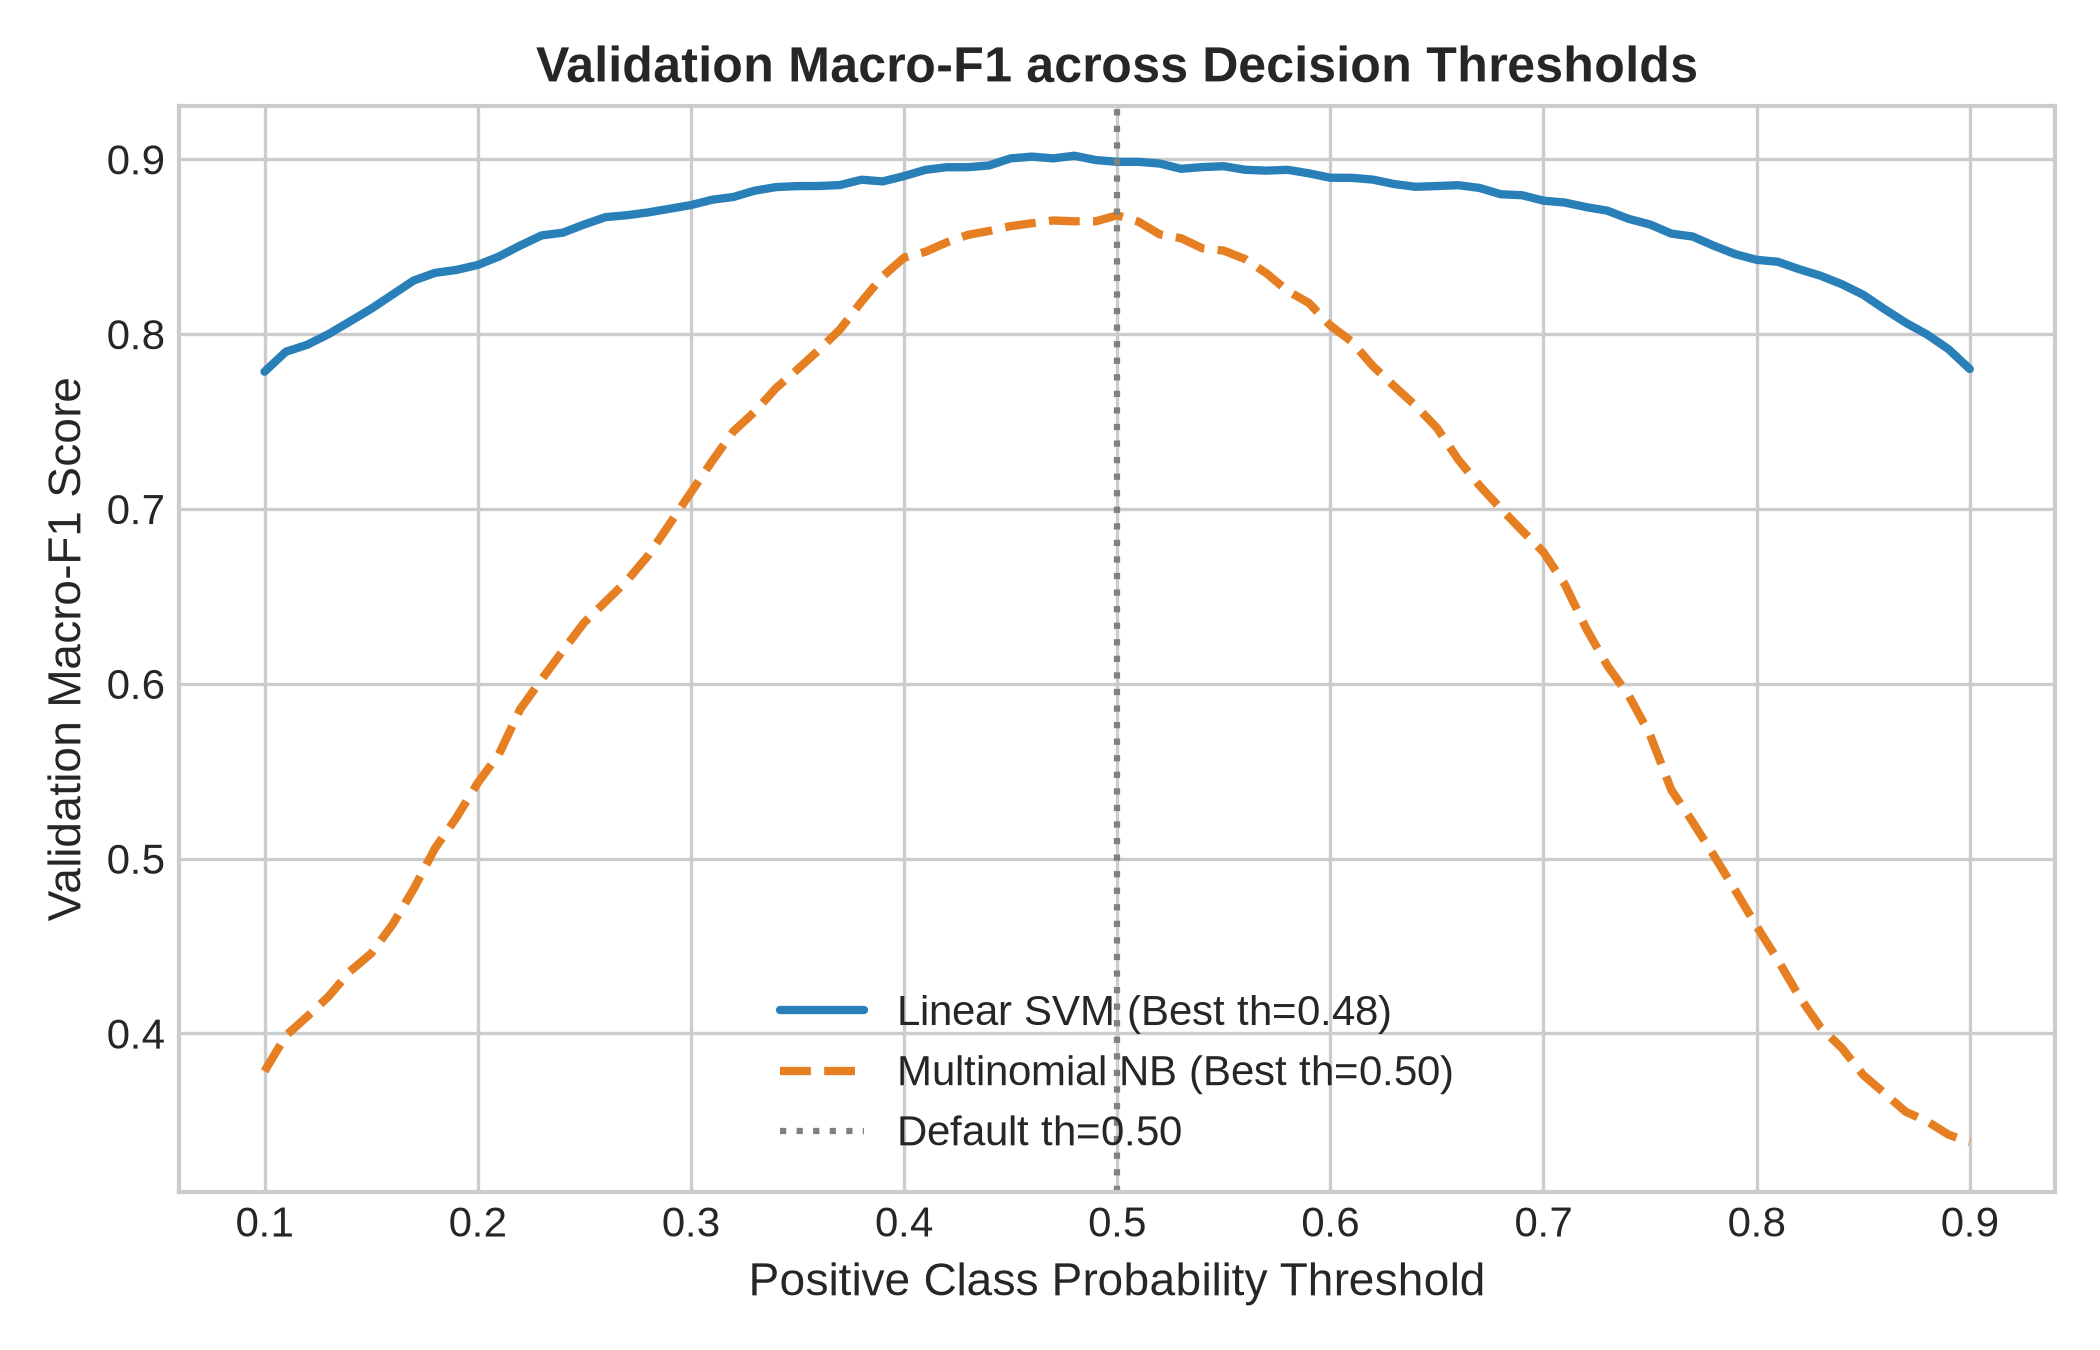 Validation Macro-F1 across Decision Thresholds
Validation Macro-F1 Score
0.9
0.8
0.7
0.6
0.5
0.4
Linear SVM (Best th=0.48)
Multinomial NB (Best th=0.50)
Default th=0.50
0.1 0.2 0.3 0.4 0.5 0.6 0.7 0.8 0.9
Positive Class Probability Threshold